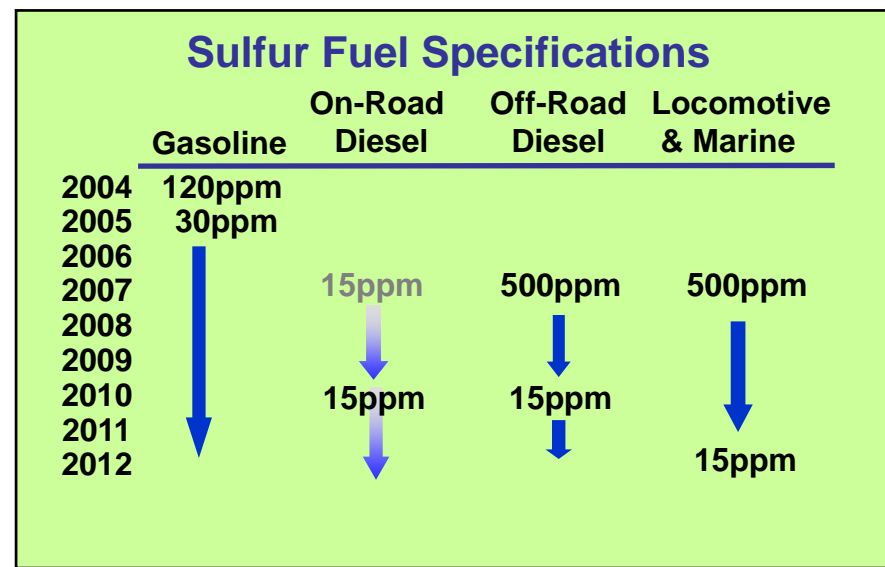 Sulfur Fuel Specifications
On-Road Off-Road Locomotive
Gasoline Diesel Diesel & Marine
2004 120ppm
2005 30ppm
2006
2007 15ppm 500ppm 500ppm
2008
2009
2010 15ppm 15ppm
2011
2012 15ppm